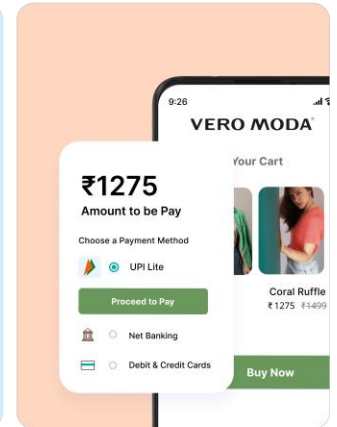 9:26
VERO MODA
Your Cart
₹1275
Amount to be Pay
Choose a Payment Method
UPI Lite
Proceed to Pay
Net Banking
Debit & Credit Cards
Coral Ruffle
₹1275 ₹1499
Buy Now